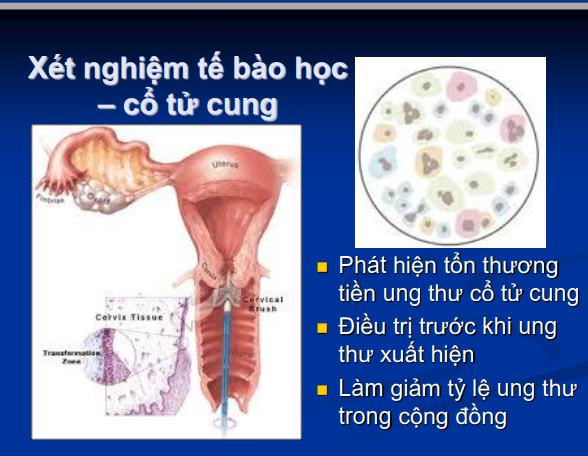 Xét nghiệm tế bào học
– cổ tử cung
Uterus
Fimbriae
Ovary
Cervix
Cervical
Brush
Cervix Tissue
Transformation
Zone
Phát hiện tổn thương
tiền ung thư cổ tử cung
Điều trị trước khi ung
thư xuất hiện
Làm giảm tỷ lệ ung thư
trong cộng đồng